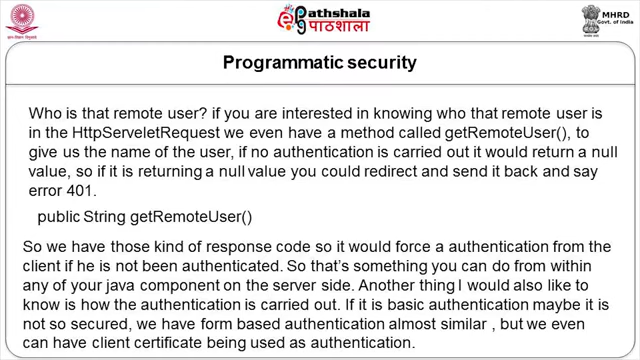 Pathshala
पाठशाला
MHRD
Govt. of India
Programmatic security
Who is that remote user? if you are interested in knowing who that remote user is
in the HttpServeletRequest we even have a method called getRemoteUser(), to
give us the name of the user, if no authentication is carried out it would return a null
value, so if it is returning a null value you could redirect and send it back and say
error 401.
public String getRemoteUser()
So we have those kind of response code so it would force a authentication from the
client if he is not been authenticated. So that's something you can do from within
any of your java component on the server side. Another thing I would also like to
know is how the authentication is carried out. If it is basic authentication maybe it is
not so secured, we have form based authentication almost similar , but we even
can have client certificate being used as authentication.